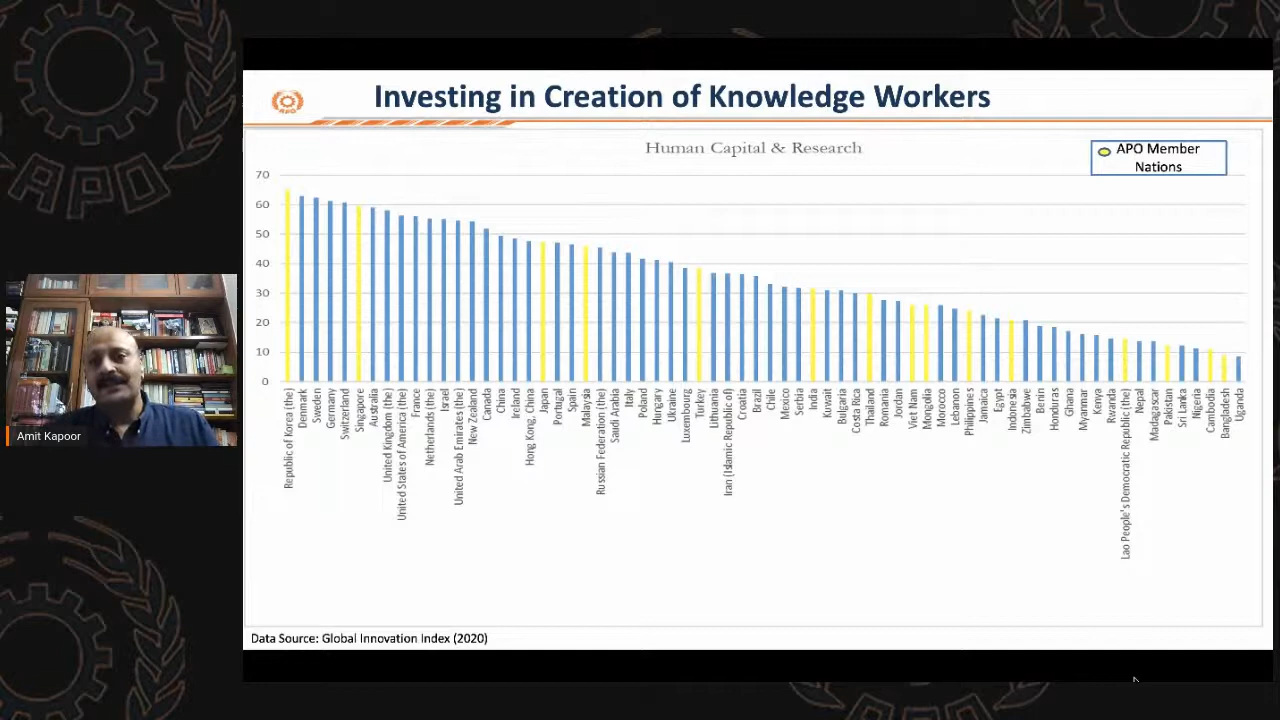 APO
Investing in Creation of Knowledge Workers
APO
Human Capital & Research
APO Member
Nations
70
60
50
40
30
20
10
0
Republic of Korea (the)
Denmark
Sweden
Germany
Switzerland
Singapore
Australia
United Kingdom (the)
United States of America (the)
France
Netherlands (the)
Israel
United Arab Emirates (the)
New Zealand
Canada
China
Ireland
Hong Kong, China
Japan
Portugal
Spain
Malaysia
Russian Federation (the)
Saudi Arabia
Italy
Poland
Hungary
Ukraine
Luxembourg
Turkey
Lithuania
Iran (Islamic Republic of)
Croatia
Brazil
Chile
Mexico
Serbia
India
Kuwait
Bulgaria
Costa Rica
Thailand
Romania
Jordan
Viet Nam
Mongolia
Morocco
Lebanon
Philippines
Jamaica
Egypt
Indonesia
Zimbabwe
Benin
Honduras
Ghana
Myanmar
Kenya
Rwanda
Lao People's Democratic Republic (the)
Nepal
Madagascar
Pakistan
Sri Lanka
Nigeria
Cambodia
Bangladesh
Uganda
Amit Kapoor
Data Source: Global Innovation Index (2020)